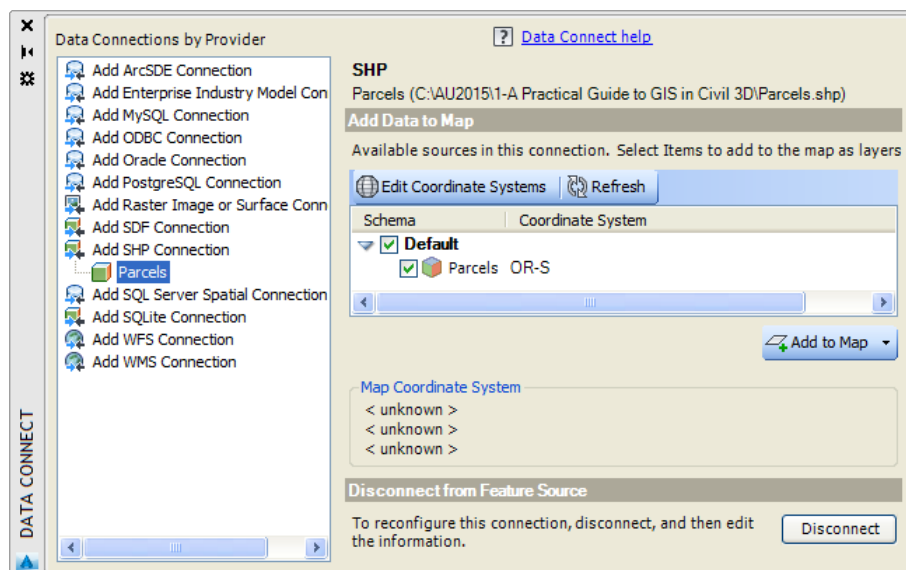 Data Connections by Provider
Add ArcSDE Connection
Add Enterprise Industry Model Con
Add MySQL Connection
Add ODBC Connection
Add Oracle Connection
Add PostgreSQL Connection
Add Raster Image or Surface Conn
Add SDF Connection
Add SHP Connection
Parcels
Add SQL Server Spatial Connection
Add SQLite Connection
Add WFS Connection
Add WMS Connection
DATA CONNECT
? Data Connect help
SHP
Parcels (C:\AU2015\1-A Practical Guide to GIS in Civil 3D\Parcels.shp)
Add Data to Map
Available sources in this connection. Select Items to add to the map as layers
Edit Coordinate Systems Refresh
Schema Coordinate System
Default
Parcels OR-S
Add to Map
Map Coordinate System
< unknown >
< unknown >
< unknown >
Disconnect from Feature Source
To reconfigure this connection, disconnect, and then edit
the information.
Disconnect